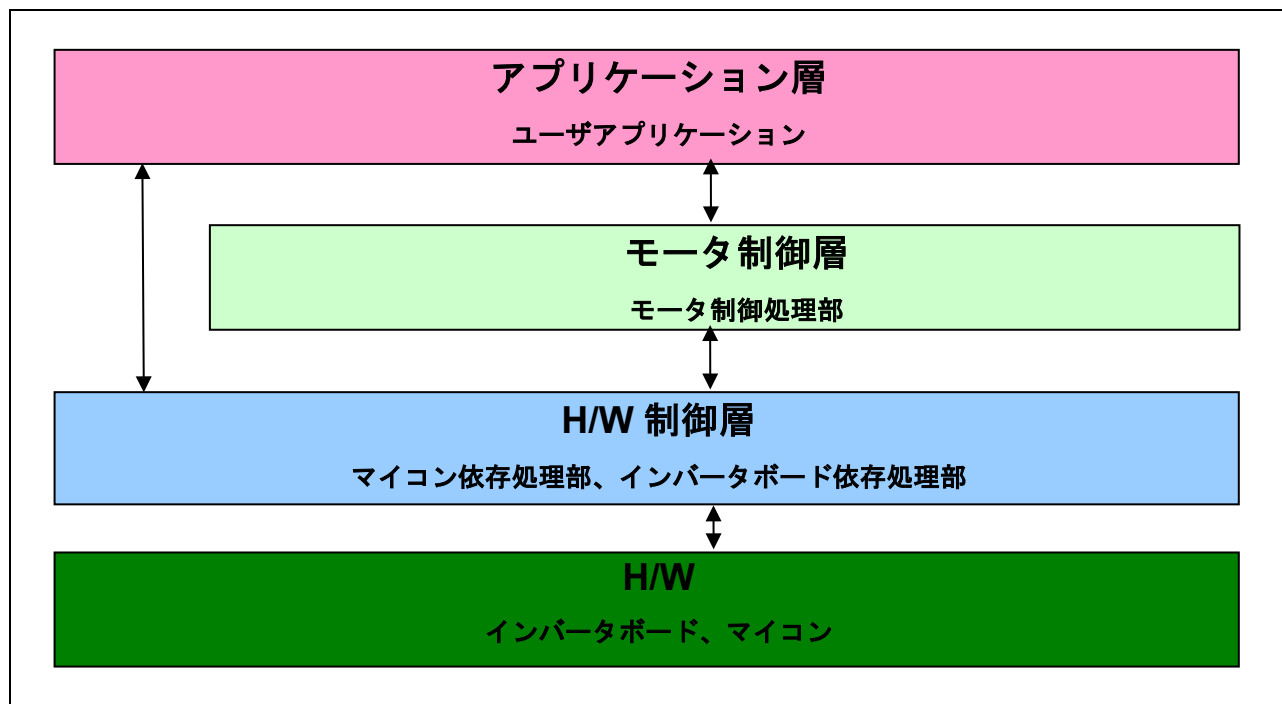 アプリケーション層
ユーザアプリケーション
モータ制御層
モータ制御処理部
H/W 制御層
マイコン依存処理部、インバータボード依存処理部
H/W
インバータボード、マイコン